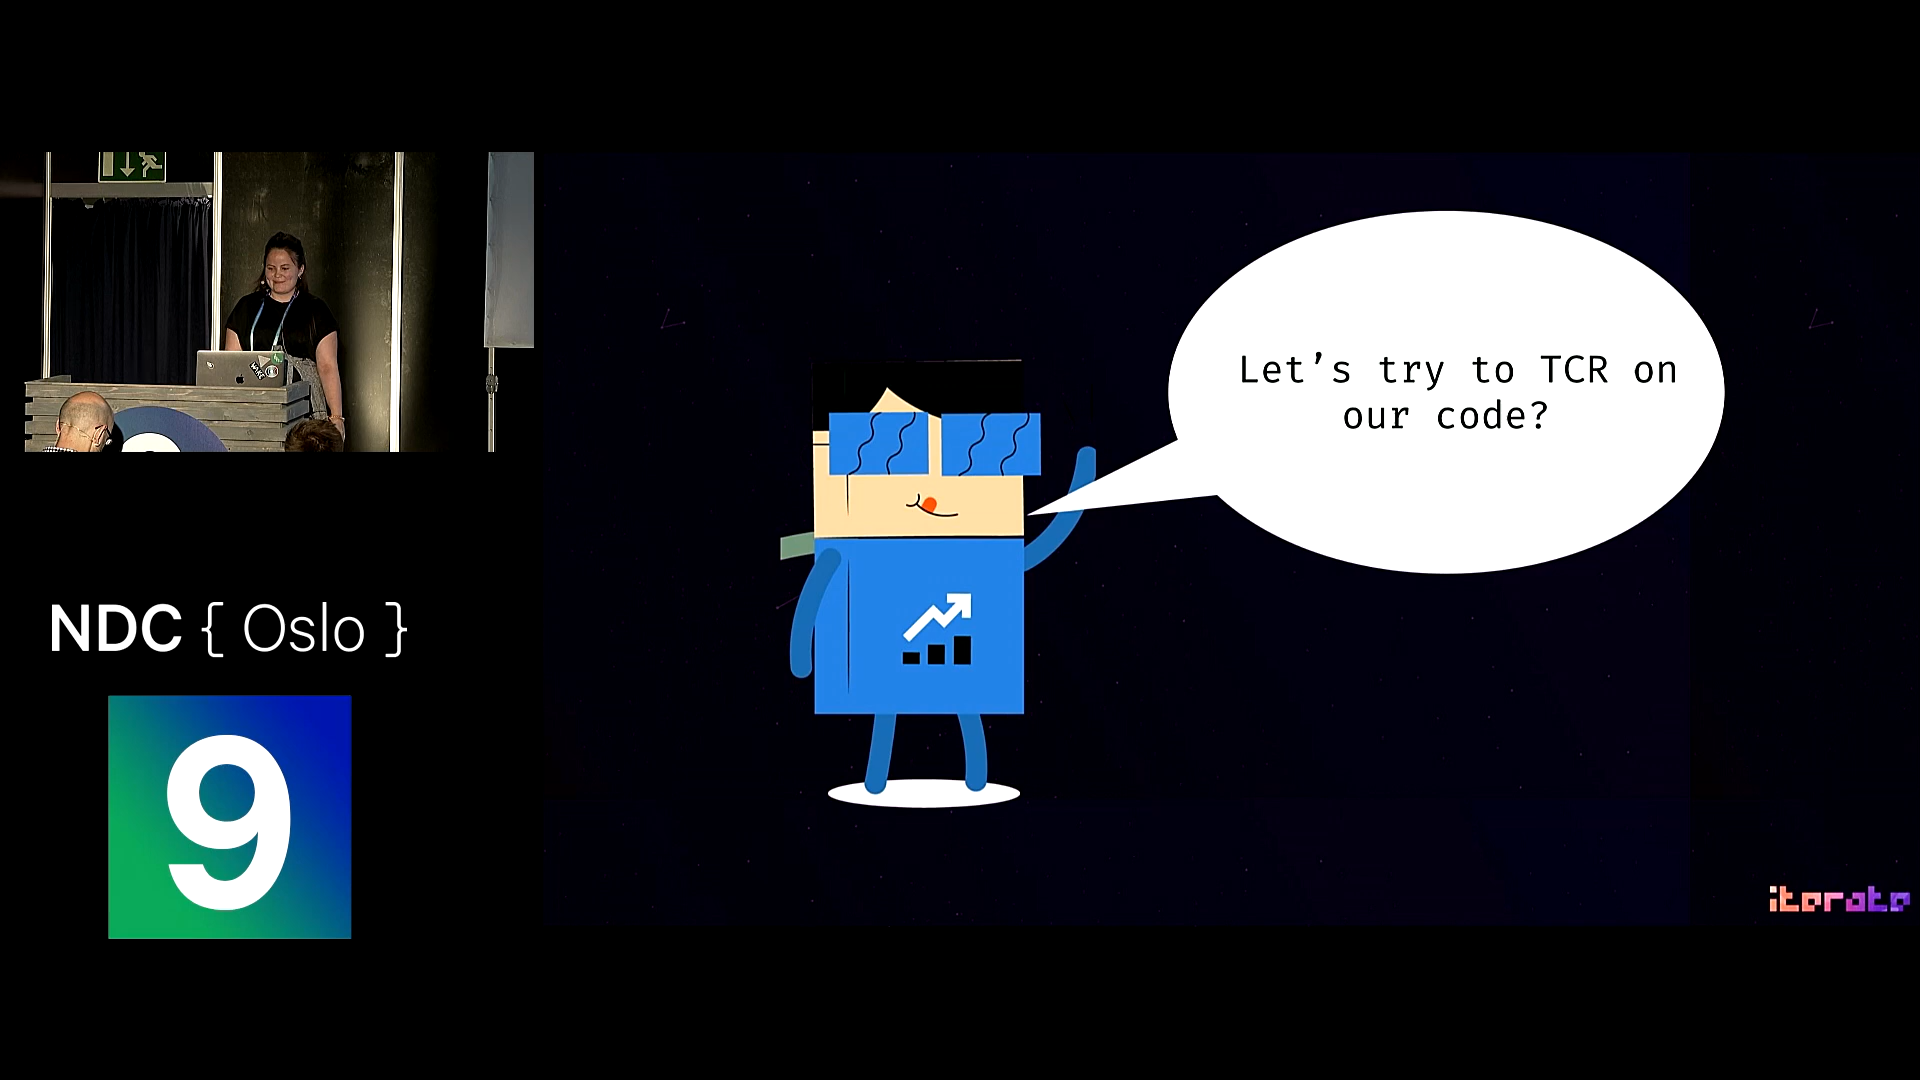 Let’s try to TCR on
our code?
NDC { Oslo }
9
iterate